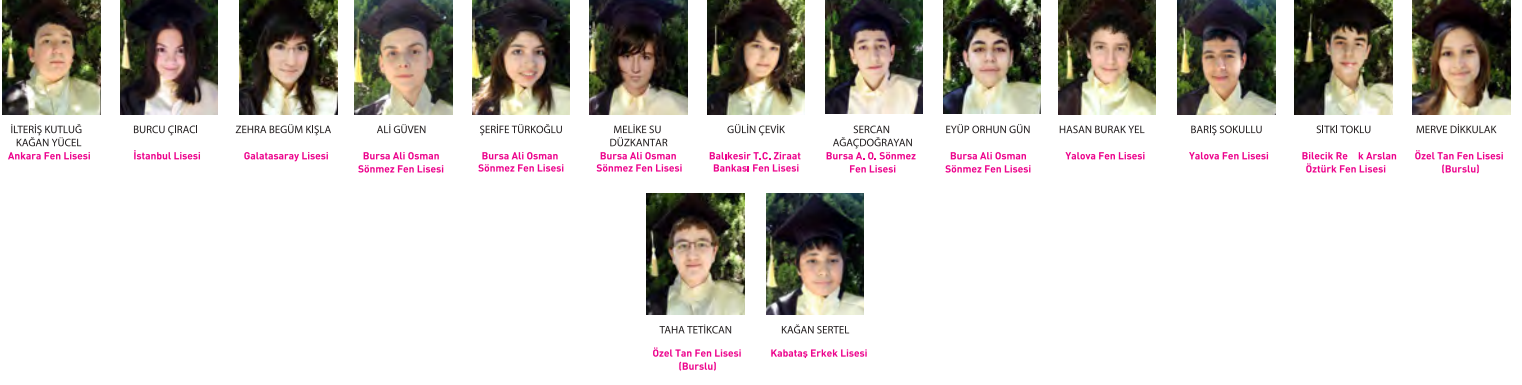 İLTERİŞ KUTLUĞ
KAĞAN YÜCEL
Ankara Fen Lisesi
BURCU ÇİRACİ
İstanbul Lisesi
ZEHRA BEGÜM KİŞLA
Galatasaray Lisesi
ALİ GÜVEN
Bursa Ali Osman
Sönmez Fen Lisesi
ŞERİFE TÜRKOĞLU
Bursa Ali Osman
Sönmez Fen Lisesi
MELİKE SU
DÜZKANTAR
Bursa Ali Osman
Sönmez Fen Lisesi
GÜLİN ÇEVİK
Balıkesir T.C. Ziraat
Bankası Fen Lisesi
SERCAN
AĞAÇDOĞRAYAN
Bursa A. O. Sönmez
Fen Lisesi
EYÜP ORHUN GÜN
Bursa Ali Osman
Sönmez Fen Lisesi
HASAN BURAK YEL
Yalova Fen Lisesi
BARIŞ SOKULLU
Yalova Fen Lisesi
SİTKİ TOKLU
Bilecik Re k Arslan
Öztürk Fen Lisesi
MERVE DİKKULAK
Özel Tan Fen Lisesi
(Burslu)
TAHA TETİKCAN
Özel Tan Fen Lisesi
(Burslu)
KAĞAN SERTEL
Kabataş Erkek Lisesi